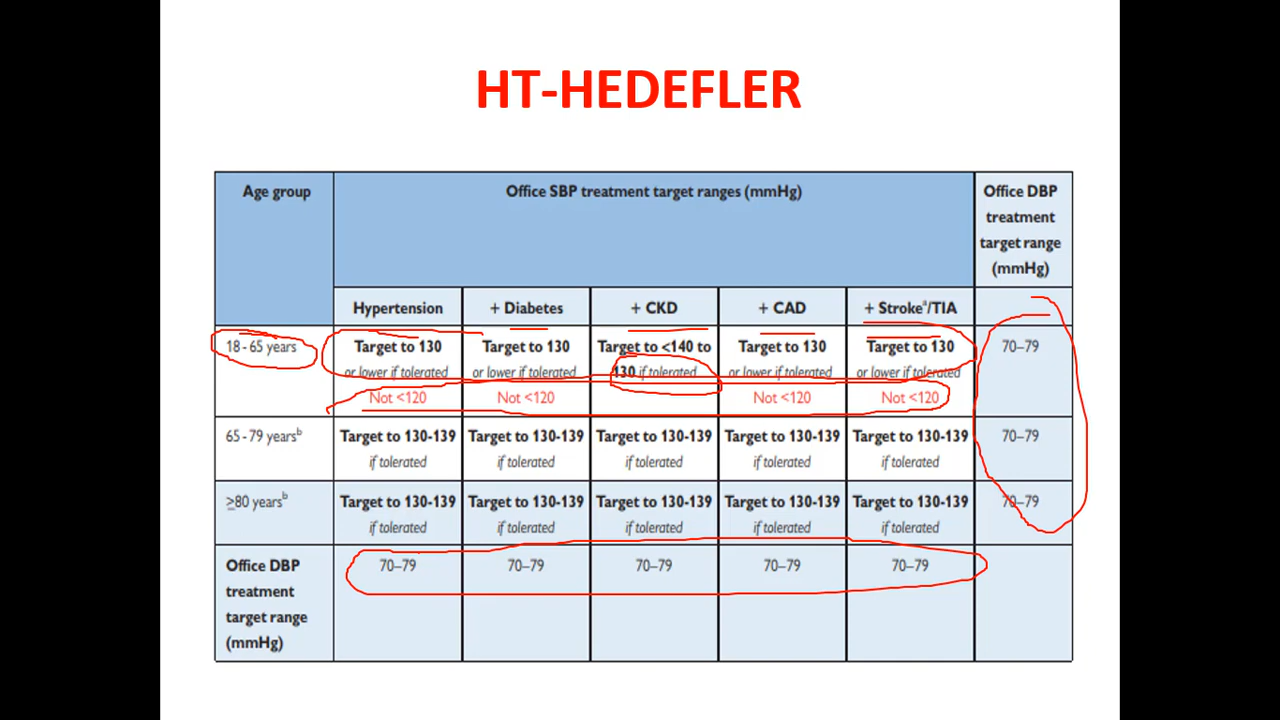 HT-HEDEFLER
Age group
Office SBP treatment target ranges (mmHg)
Office DBP
treatment
target range
(mmHg)
Hypertension
+ Diabetes
+ CKD
+ CAD
+ Strokeª/TIA
18 - 65 years
Target to 130
or lower if tolerated
Not <120
Target to 130
or lower if tolerated
Not <120
Target to <140 to
130 if tolerated
Target to 130
or lower if tolerated
Not <120
Target to 130
or lower if tolerated
Not <120
70–79
65 - 79 yearsᵇ
Target to 130-139
if tolerated
Target to 130-139
if tolerated
Target to 130-139
if tolerated
Target to 130-139
if tolerated
Target to 130-139
if tolerated
70–79
≥80 yearsᵇ
Target to 130-139
if tolerated
Target to 130-139
if tolerated
Target to 130-139
if tolerated
Target to 130-139
if tolerated
Target to 130-139
if tolerated
70–79
Office DBP
treatment
target range
(mmHg)
70–79
70–79
70–79
70–79
70–79